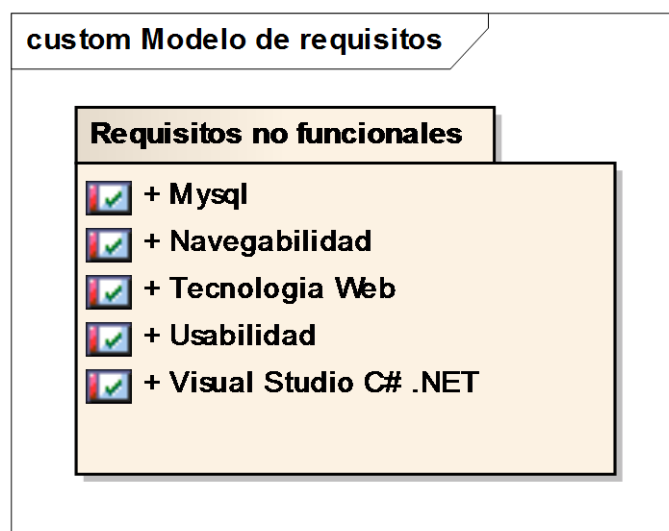 custom Modelo de requisitos
Requisitos no funcionales
+ Mysql
+ Navegabilidad
+ Tecnologia Web
+ Usabilidad
+ Visual Studio C# .NET